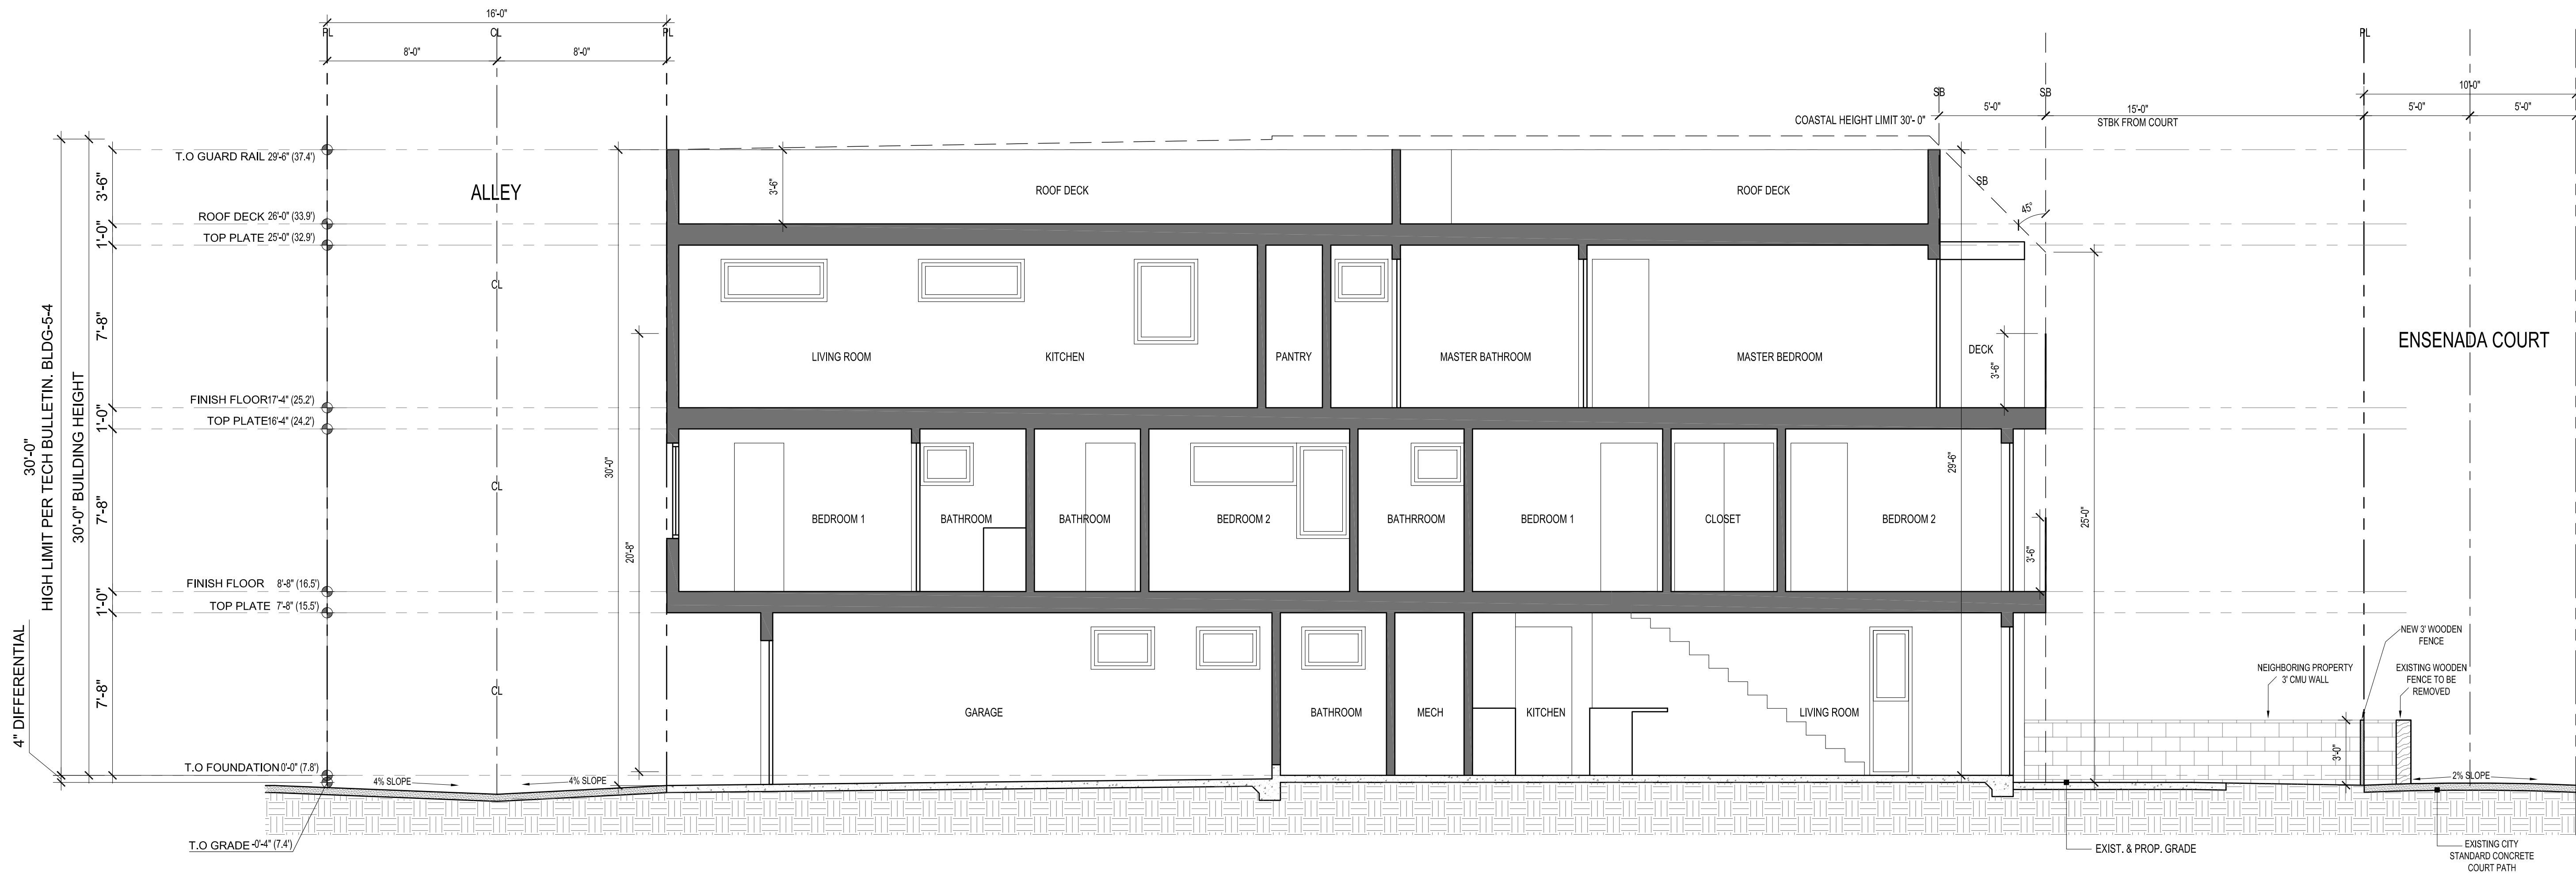 16'-0"
PL
CL
PL
8'-0"
8'-0"
PL
10'-0"
SB
SB
5'-0"
15'-0"
STBK FROM COURT
5'-0"
5'-0"
COASTAL HEIGHT LIMIT 30'- 0"
T.O GUARD RAIL 29'-6" (37.4')
3'-6"
ALLEY
3'-6"
ROOF DECK
ROOF DECK
SB
45°
ROOF DECK 26'-0" (33.9')
1'-0"
TOP PLATE 25'-0" (32.9')
CL
30'-0"
HIGH LIMIT PER TECH BULLETIN. BLDG-5-4
30'-0" BUILDING HEIGHT
7'-8"
LIVING ROOM
KITCHEN
PANTRY
MASTER BATHROOM
MASTER BEDROOM
DECK
3'-6"
ENSENADA COURT
FINISH FLOOR 17'-4" (25.2')
1'-0"
TOP PLATE 16'-4" (24.2')
30'-0"
29'-6"
CL
7'-8"
BEDROOM 1
BATHROOM
BATHROOM
BEDROOM 2
BATHRROOM
BEDROOM 1
CLOSET
BEDROOM 2
25'-0"
20'-8"
3'-6"
FINISH FLOOR 8'-8" (16.5')
1'-0"
TOP PLATE 7'-8" (15.5')
4" DIFFERENTIAL
7'-8"
CL
GARAGE
BATHROOM
MECH
KITCHEN
LIVING ROOM
NEW 3' WOODEN
FENCE
NEIGHBORING PROPERTY
3' CMU WALL
EXISTING WOODEN
FENCE TO BE
REMOVED
3'-0"
T.O FOUNDATION 0'-0" (7.8')
4% SLOPE
4% SLOPE
2% SLOPE
T.O GRADE -0'-4" (7.4')
EXIST. & PROP. GRADE
EXISTING CITY
STANDARD CONCRETE
COURT PATH